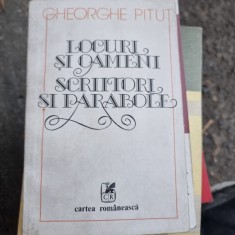 GHEORGHE PITUȚ
LOCURI
ȘI OAMENI
SCRIITORI
ȘI PARABOLE
CR
cartea românească